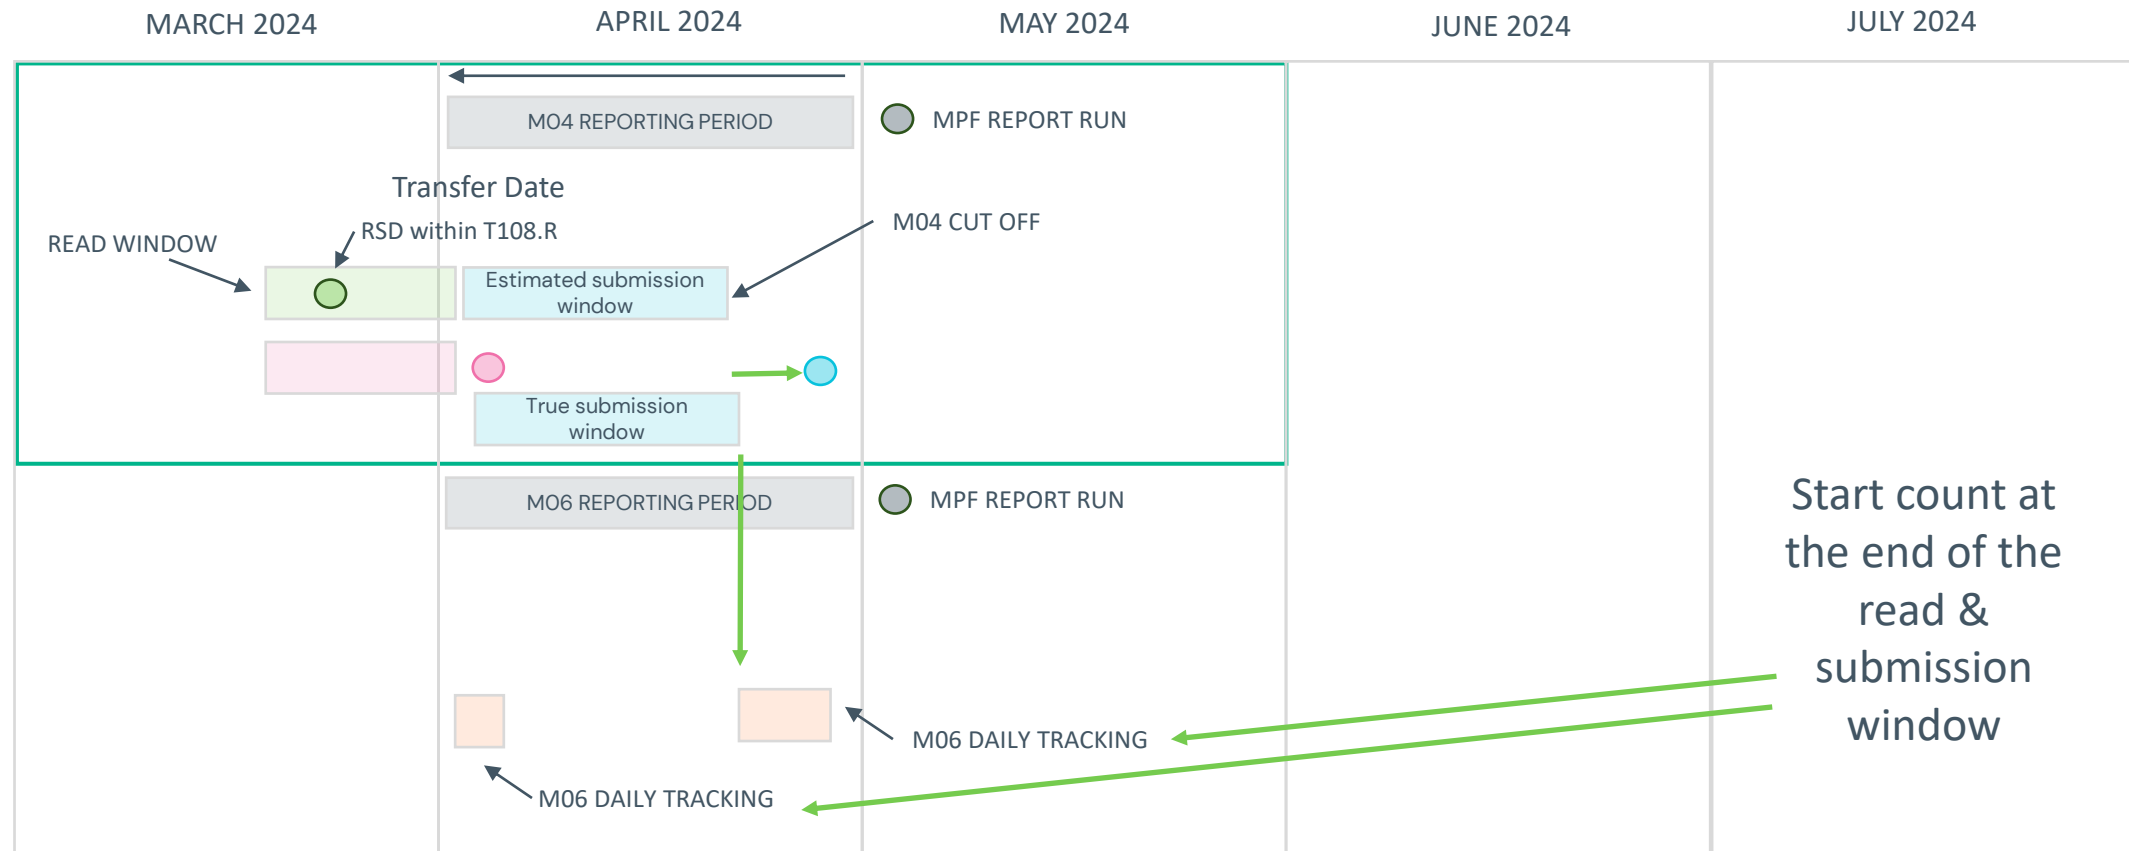 MARCH 2024
APRIL 2024
MAY 2024
JUNE 2024
JULY 2024
M04 REPORTING PERIOD
MPF REPORT RUN
Transfer Date
RSD within T108.R
READ WINDOW
M04 CUT OFF
Estimated submission
window
True submission
window
M06 REPORTING PERIOD
MPF REPORT RUN
Start count at
the end of the
read &
submission
window
M06 DAILY TRACKING
M06 DAILY TRACKING